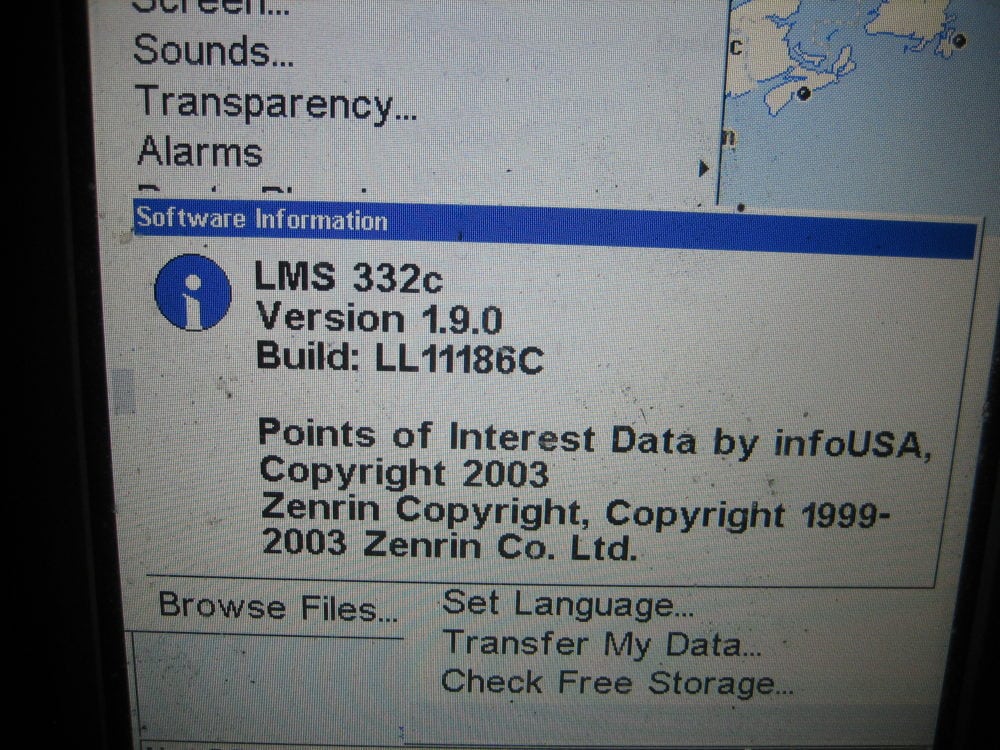 Screen...
Sounds...
Transparency...
Alarms
Software Information
LMS 332c
Version 1.9.0
Build: LL11186C
Points of Interest Data by infoUSA,
Copyright 2003
Zenrin Copyright, Copyright 1999-
2003 Zenrin Co. Ltd.
Browse Files...
Set Language...
Transfer My Data...
Check Free Storage...
c
n